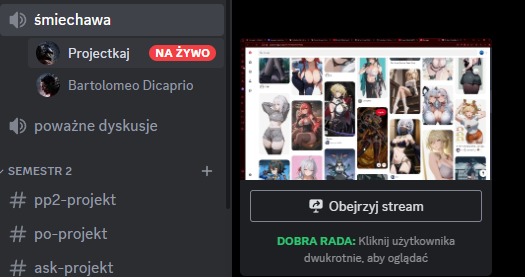 śmiechawa
Projectkaj
NA ŻYWO
Bartolomeo Dicaprio
poważne dyskusje
SEMESTR 2
pp2-projekt
po-projekt
ask-projekt
Obejrzyj stream
DOBRA RADA: Kliknij użytkownika
dwukrotnie, aby oglądać